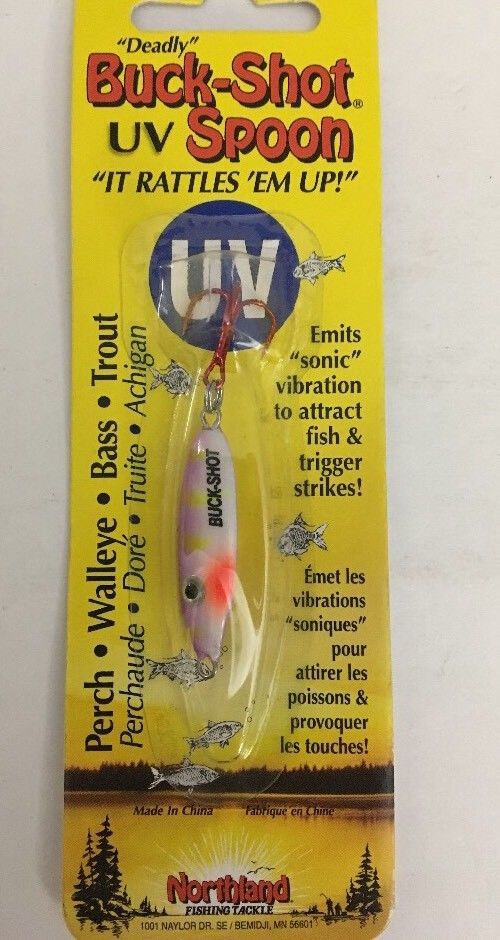 "Deadly"
Buck-Shot®
UV Spoon
"IT RATTLES 'EM UP!"
UV
Emits
"sonic"
vibration
to attract
fish &
trigger
strikes!
Perch • Walleye • Bass • Trout
Perchaude • Doré • Truite • Achigan
BUCK-SHOT
Émet les
vibrations
"soniques"
pour
attirer les
poissons &
provoquer
les touches!
Made In China Fabriqué en Chine
Northland
FISHING TACKLE
1001 NAYLOR DR. SE / BEMIDJI, MN 56601